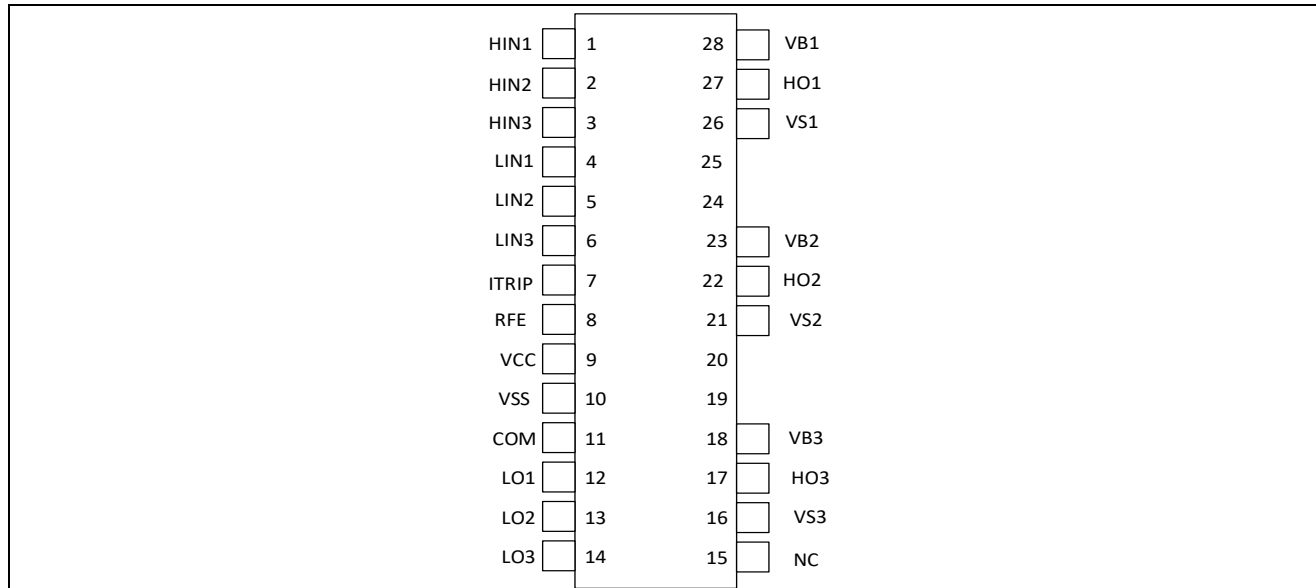 HIN1 1 28 VB1
HIN2 2 27 HO1
HIN3 3 26 VS1
LIN1 4 25
LIN2 5 24
LIN3 6 23 VB2
ITRIP 7 22 HO2
RFE 8 21 VS2
VCC 9 20
VSS 10 19
COM 11 18 VB3
LO1 12 17 HO3
LO2 13 16 VS3
LO3 14 15 NC